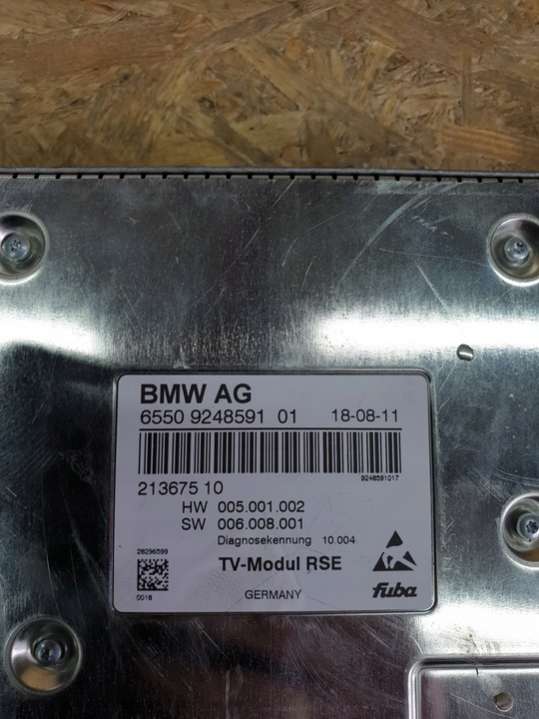 BMW AG
6550 9248591 01 18-08-11
9248591017
213675 10
HW 005.001.002
SW 006.008.001
Diagnosekennung 10.004
28296599
TV-Modul RSE
0018
GERMANY
fuba